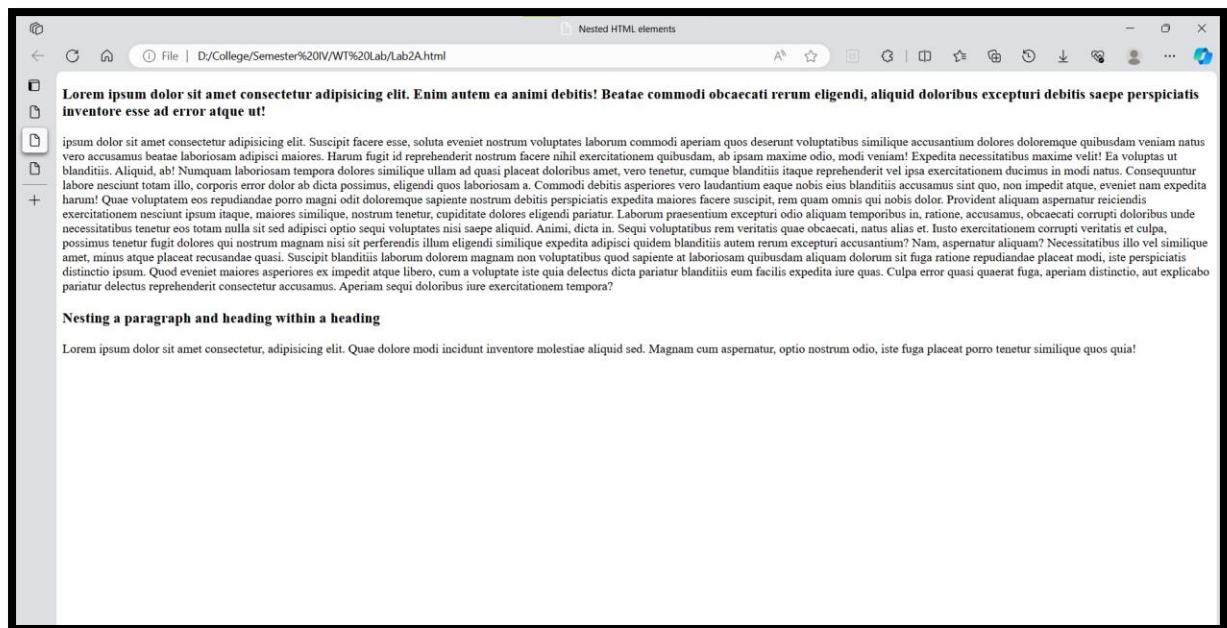 Nested HTML elements
File | D:/College/Semester%20IV/WT%20Lab/Lab2A.html
Lorem ipsum dolor sit amet consectetur adipisicing elit. Enim autem ea animi debitis! Beatae commodi obcaecati rerum eligendi, aliquid doloribus excepturi debitis saepe perspiciatis
inventore esse ad error atque ut!
ipsum dolor sit amet consectetur adipisicing elit. Suscipit facere esse, soluta eveniet nostrum voluptates laborum commodi aperiam quos deserunt voluptatibus similique accusantium dolores doloremque quibusdam veniam natus
vero accusamus beatae laboriosam adipisci maiores. Harum fugit id reprehenderit nostrum facere nihil exercitationem quibusdam, ab ipsam maxime odio, modi veniam! Expedita necessitatibus maxime velit! Ea voluptas ut
blanditiis. Aliquid, ab! Numquam laboriosam tempora dolores similique ullam ad quasi placeat doloribus amet, vero tenetur, cumque blanditiis itaque reprehenderit vel ipsa exercitationem ducimus in modi natus. Consequuntur
labore nesciunt totam illo, corporis error dolor ab dicta possimus, eligendi quos laboriosam a. Commodi debitis asperiores vero laudantium eaque nobis eius blanditiis accusamus sint quo, non impedit atque, eveniet nam expedita
harum! Quae voluptatem eos repudiandae porro magni odit doloremque sapiente nostrum debitis perspiciatis expedita maiores facere suscipit, rem quam omnis qui nobis dolor. Provident aliquam aspernatur reiciendis
exercitationem nesciunt ipsum itaque, maiores similique, nostrum tenetur, cupiditate dolores eligendi pariatur. Laborum praesentium excepturi odio aliquam temporibus in, ratione, accusamus, obcaecati corrupti doloribus unde
necessitatibus tenetur eos totam nulla sit sed adipisci optio sequi voluptates nisi saepe aliquid. Animi, dicta in. Sequi voluptatibus rem veritatis quae obcaecati, natus alias et. Iusto exercitationem corrupti veritatis et culpa,
possimus tenetur fugit dolores qui nostrum magnam nisi sit perferendis illum eligendi similique expedita adipisci quidem blanditiis autem rerum excepturi accusantium? Nam, aspernatur aliquam? Necessitatibus illo vel similique
amet, minus atque placeat recusandae quasi. Suscipit blanditiis laborum dolorem magnam non voluptatibus quod sapiente at laboriosam quibusdam aliquam dolorum sit fuga ratione repudiandae placeat modi, iste perspiciatis
distinctio ipsum. Quod eveniet maiores asperiores ex impedit atque libero, cum a voluptate iste quia delectus dicta pariatur blanditiis eum facilis expedita iure quas. Culpa error quasi quaerat fuga, aperiam distinctio, aut explicabo
pariatur delectus reprehenderit consectetur accusamus. Aperiam sequi doloribus iure exercitationem tempora?
Nesting a paragraph and heading within a heading
Lorem ipsum dolor sit amet consectetur, adipisicing elit. Quae dolore modi incidunt inventore molestiae aliquid sed. Magnam cum aspernatur, optio nostrum odio, iste fuga placeat porro tenetur similique quos quia!